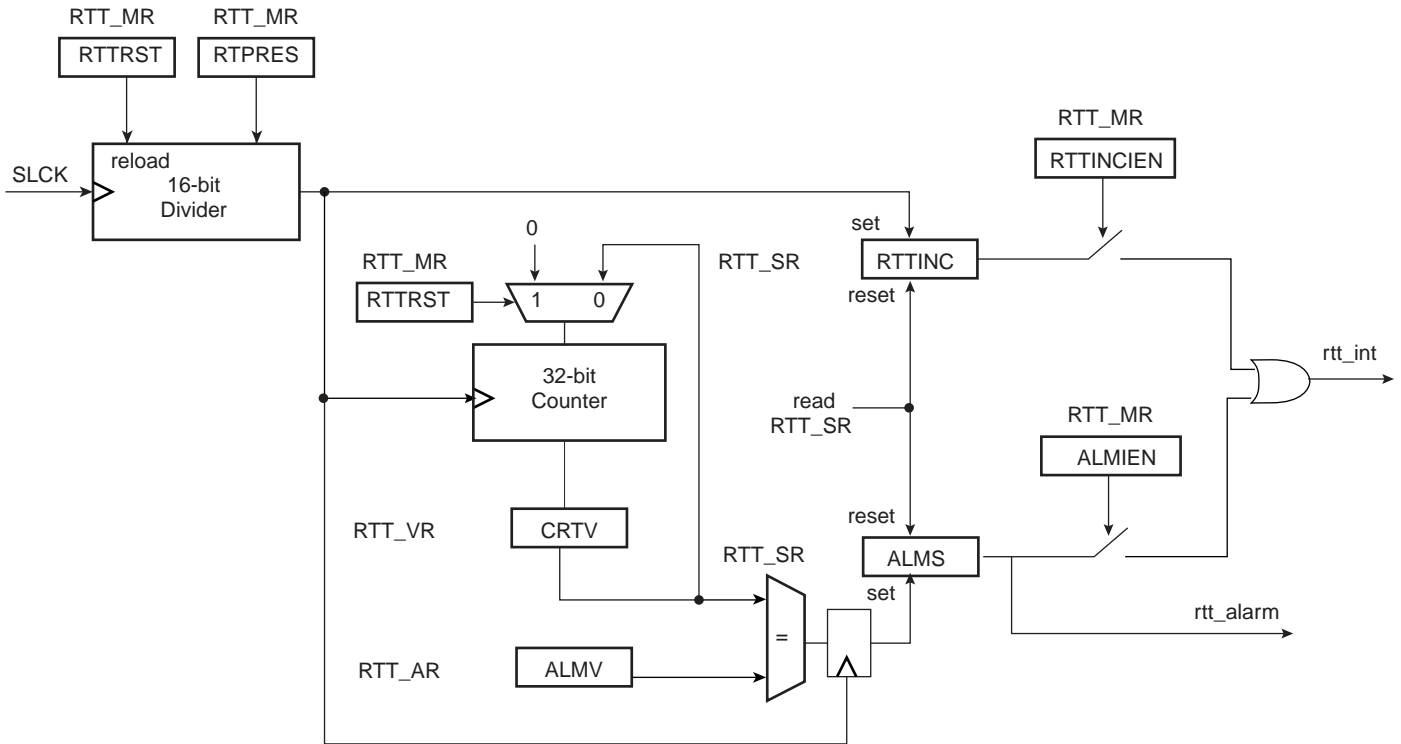 RTT_MR
RTT_MR
RTTRST
RTPRES
reload
SLCK
16-bit
Divider
RTT_MR
RTTINCIEN
0
set
RTT_MR
RTT_SR
RTTINC
RTTRST
1
0
reset
32-bit
Counter
rtt_int
read
RTT_SR
RTT_MR
ALMIEN
reset
RTT_VR
CRTV
RTT_SR
ALMS
set
rtt_alarm
=
RTT_AR
ALMV